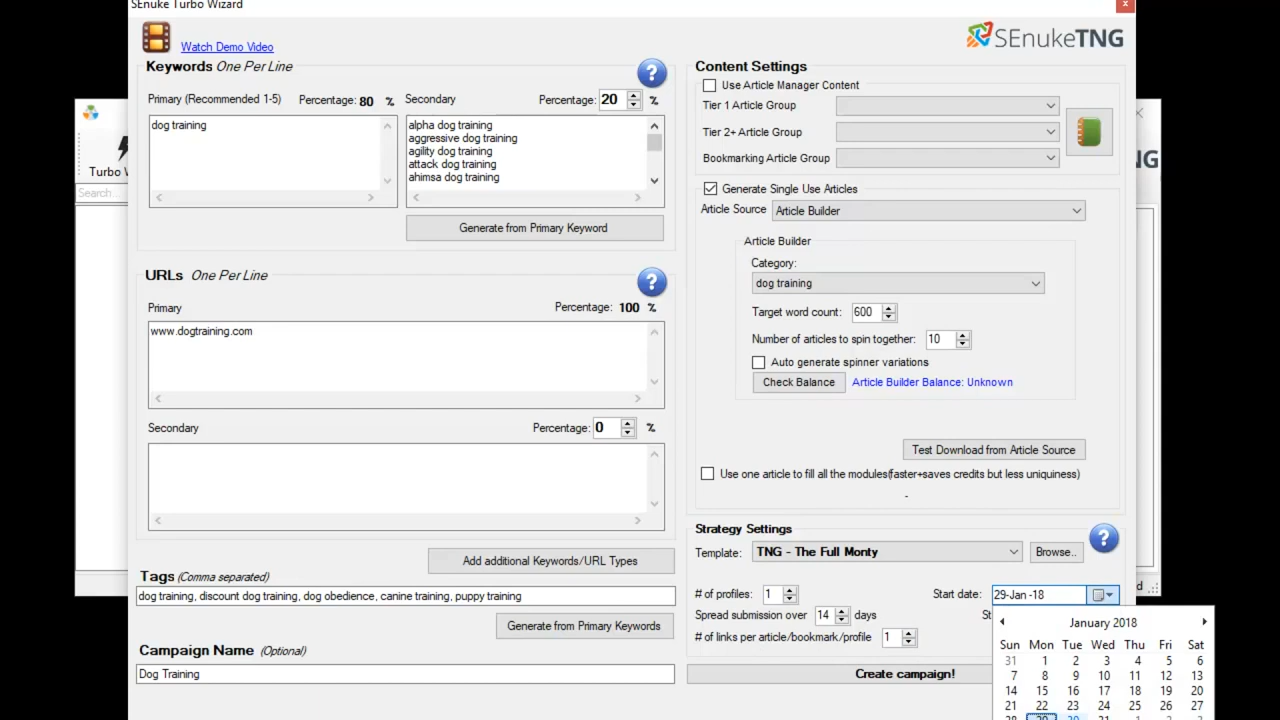 SEnuke Turbo Wizard
Watch Demo Video
SEnukeTNG
Keywords One Per Line
Primary (Recommended 1-5) Percentage: 80 % Secondary Percentage: 20 %
dog training
alpha dog training
aggressive dog training
agility dog training
attack dog training
ahimsa dog training
Generate from Primary Keyword
URLs One Per Line
Primary Percentage: 100 %
www.dogtraining.com
Secondary Percentage: 0 %
Add additional Keywords/URL Types
Tags (Comma separated)
dog training, discount dog training, dog obedience, canine training, puppy training
Generate from Primary Keywords
Campaign Name (Optional)
Dog Training
Content Settings
Use Article Manager Content
Tier 1 Article Group
Tier 2+ Article Group
Bookmarking Article Group
Generate Single Use Articles
Article Source Article Builder
Article Builder
Category:
dog training
Target word count: 600
Number of articles to spin together: 10
Auto generate spinner variations
Check Balance Article Builder Balance: Unknown
Test Download from Article Source
Use one article to fill all the modules(faster+saves credits but less uniquiness)
-
Strategy Settings
Template: TNG - The Full Monty Browse..
# of profiles: 1 Start date: 29-Jan -18
Spread submission over 14 days St
# of links per article/bookmark/profile 1
Create campaign!
January 2018
Sun Mon Tue Wed Thu Fri Sat
31 1 2 3 4 5 6
7 8 9 10 11 12 13
14 15 16 17 18 19 20
21 22 23 24 25 26 27
28 29 30 31 1 2 3
Turbo W
Search...
NG
d